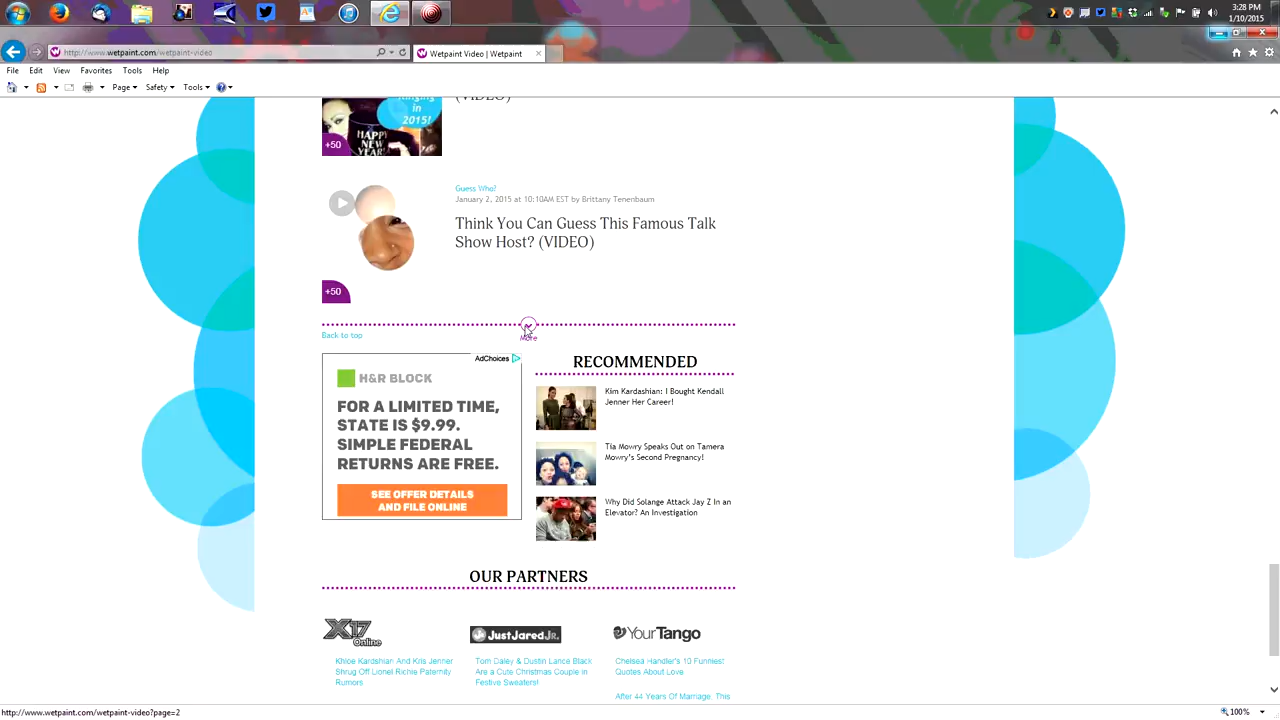 3:28 PM
1/10/2015
http://www.wetpaint.com/wetpaint-video
Wetpaint Video | Wetpaint
File Edit View Favorites Tools Help
Page Safety Tools
(VIDEO)
in
2015!
HAPPY
NEW
YEAR!
+50
Guess Who?
January 2, 2015 at 10:10AM EST by Brittany Tenenbaum
Think You Can Guess This Famous Talk
Show Host? (VIDEO)
+50
Back to top
More
AdChoices
H&R BLOCK
FOR A LIMITED TIME,
STATE IS $9.99.
SIMPLE FEDERAL
RETURNS ARE FREE.
SEE OFFER DETAILS
AND FILE ONLINE
RECOMMENDED
Kim Kardashian: I Bought Kendall
Jenner Her Career!
Tia Mowry Speaks Out on Tamera
Mowry's Second Pregnancy!
Why Did Solange Attack Jay Z In an
Elevator? An Investigation
OUR PARTNERS
X17 Online
JustJaredJr.
YourTango
Khloe Kardshian And Kris Jenner
Shrug Off Lionel Richie Paternity
Rumors
Tom Daley & Dustin Lance Black
Are a Cute Christmas Couple in
Festive Sweaters!
Chelsea Handler's 10 Funniest
Quotes About Love
After 44 Years Of Marriage, This
http://www.wetpaint.com/wetpaint-video?page=2
100%